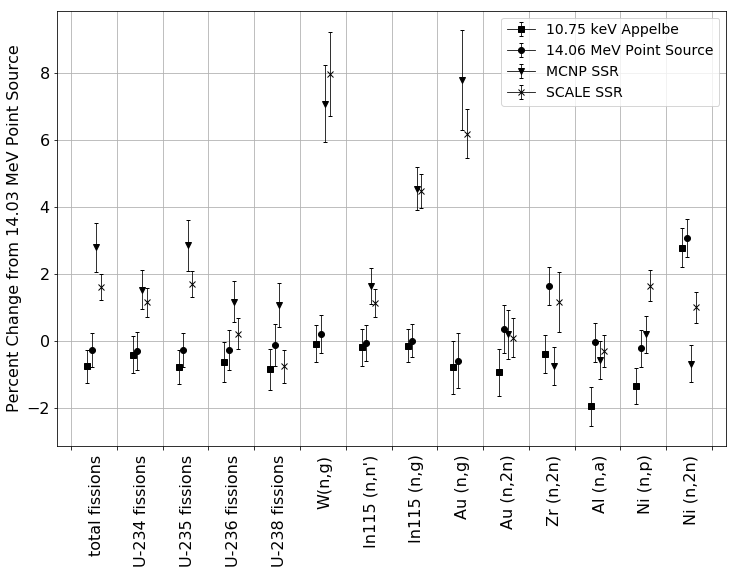 Percent Change from 14.03 MeV Point Source
10.75 keV Appelbe
14.06 MeV Point Source
MCNP SSR
SCALE SSR
8
6
4
2
0
−2
total fissions
U-234 fissions
U-235 fissions
U-236 fissions
U-238 fissions
W(n,g)
In115 (n,n')
In115 (n,g)
Au (n,g)
Au (n,2n)
Zr (n,2n)
Al (n,a)
Ni (n,p)
Ni (n,2n)